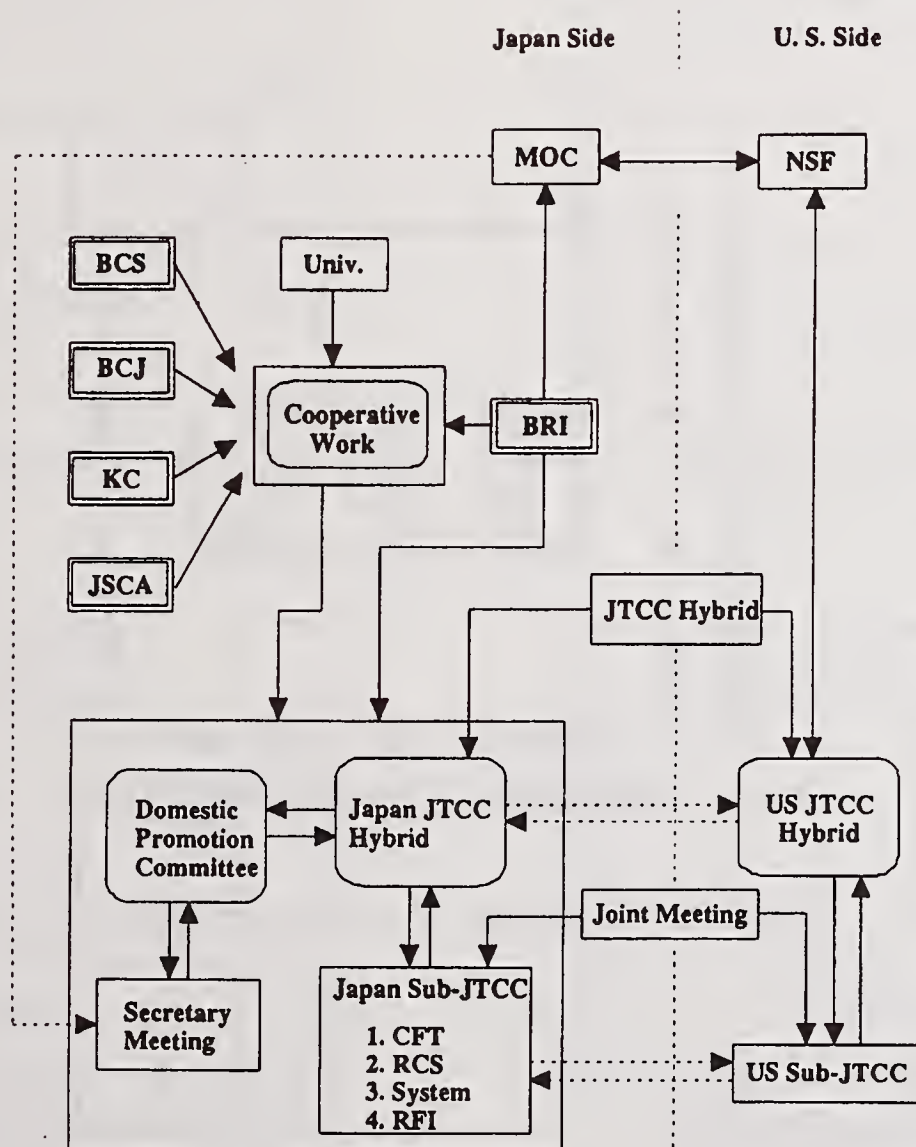 Japan Side
U. S. Side
MOC
NSF
BCS
Univ.
BCJ
Cooperative
Work
BRI
KC
JSCA
JTCC Hybrid
Domestic
Promotion
Committee
Japan JTCC
Hybrid
US JTCC
Hybrid
Joint Meeting
Secretary
Meeting
Japan Sub-JTCC
1. CFT
2. RCS
3. System
4. RFI
US Sub-JTCC